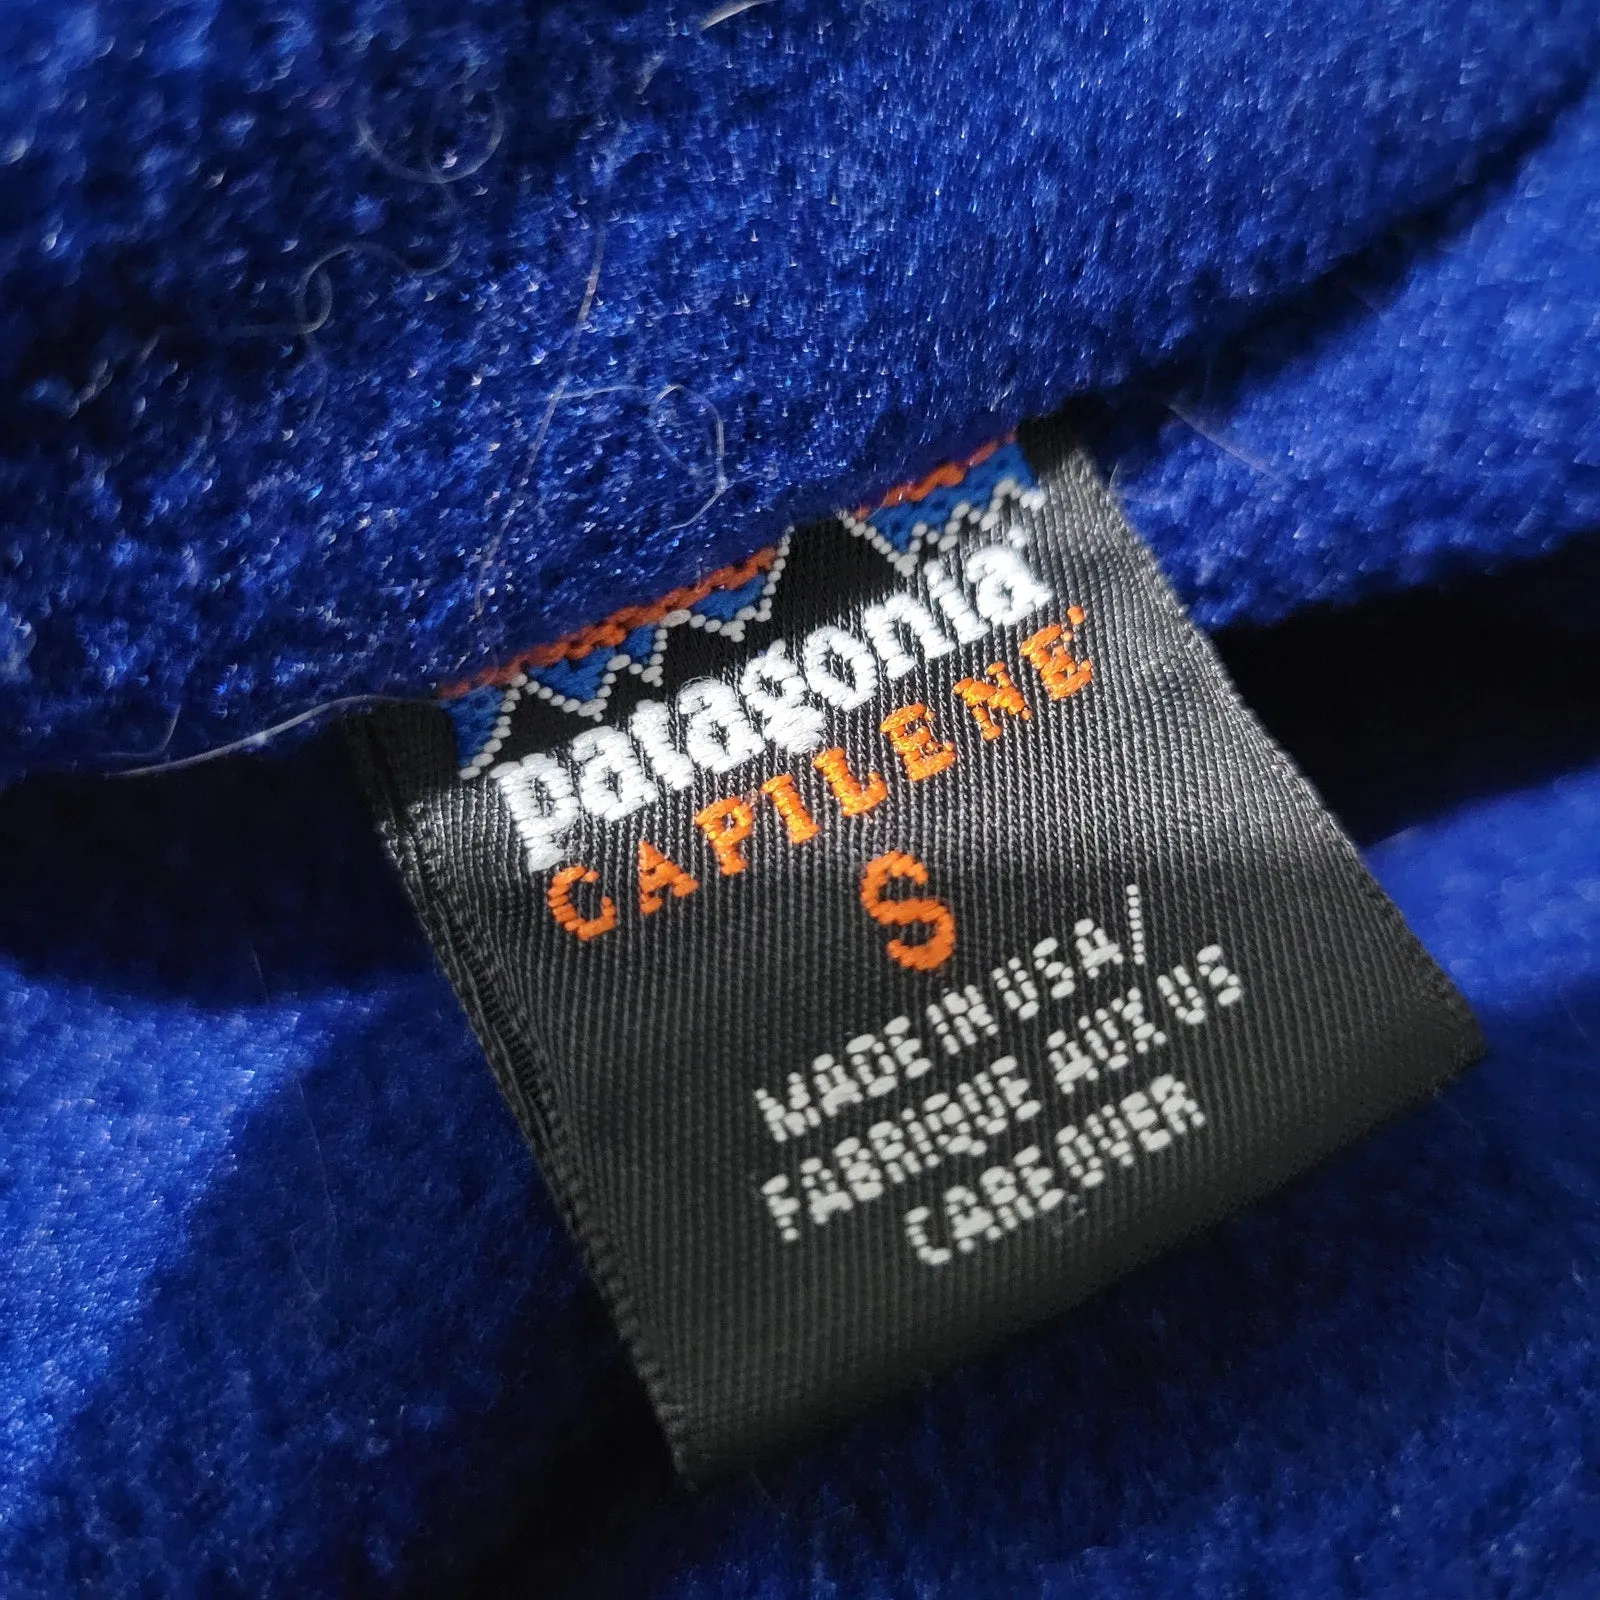 patagonia®
CAPILENE®
S
MADE IN USA/
FABRIQUE AUX US
CARE OVER